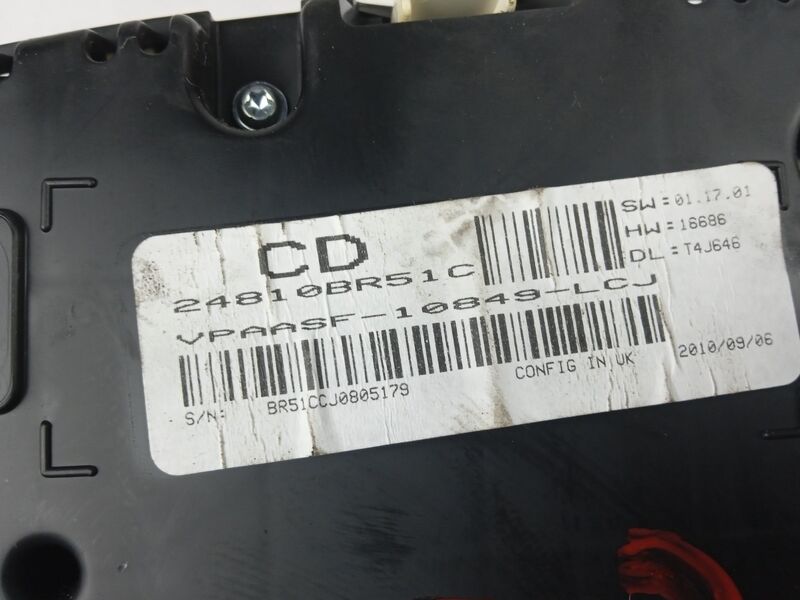 CD
24810BR51C
VPAASF-10849-LCJ
SW=01.17.01
HW=16686
DL=T4J646
S/N: BR51CCJ0805179
CONFIG IN UK
2010/09/06